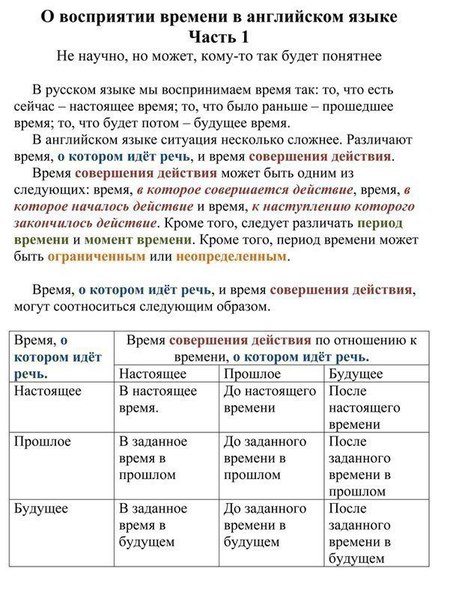 О восприятии времени в английском языке
Часть 1
Не научно, но может, кому-то так будет понятнее
В русском языке мы воспринимаем время так: то, что есть
сейчас – настоящее время; то, что было раньше – прошедшее
время; то, что будет потом – будущее время.
В английском языке ситуация несколько сложнее. Различают
время, о котором идёт речь, и время совершения действия.
Время совершения действия может быть одним из
следующих: время, в которое совершается действие, время, в
которое началось действие и время, к наступлению которого
закончилось действие. Кроме того, следует различать период
времени и момент времени. Кроме того, период времени может
быть ограниченным или неопределенным.
Время, о котором идёт речь, и время совершения действия,
могут соотноситься следующим образом.
Время, о
котором идёт
речь.
Время совершения действия по отношению к
времени, о котором идёт речь.
Настоящее
Прошлое
Будущее
Настоящее
В настоящее
время.
До настоящего
времени
После
настоящего
времени
Прошлое
В заданное
время в
прошлом
До заданного
времени в
прошлом
После
заданного
времени в
прошлом
Будущее
В заданное
время в
будущем
До заданного
времени в
будущем
После
заданного
времени в
будущем